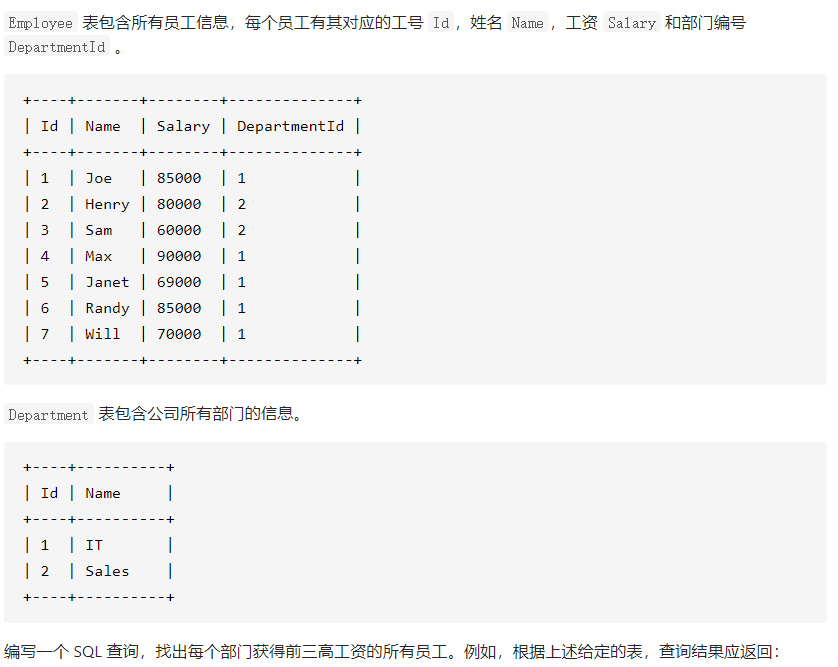 Employee 表包含所有员工信息，每个员工有其对应的工号 Id，姓名 Name，工资 Salary 和部门编号
DepartmentId 。
+----+-------+--------+--------------+
| Id | Name  | Salary | DepartmentId |
+----+-------+--------+--------------+
| 1  | Joe   | 85000  | 1            |
| 2  | Henry | 80000  | 2            |
| 3  | Sam   | 60000  | 2            |
| 4  | Max   | 90000  | 1            |
| 5  | Janet | 69000  | 1            |
| 6  | Randy | 85000  | 1            |
| 7  | Will  | 70000  | 1            |
+----+-------+--------+--------------+
Department 表包含公司所有部门的信息。
+----+----------+
| Id | Name     |
+----+----------+
| 1  | IT       |
| 2  | Sales    |
+----+----------+
编写一个 SQL 查询，找出每个部门获得前三高工资的所有员工。例如，根据上述给定的表，查询结果应返回：